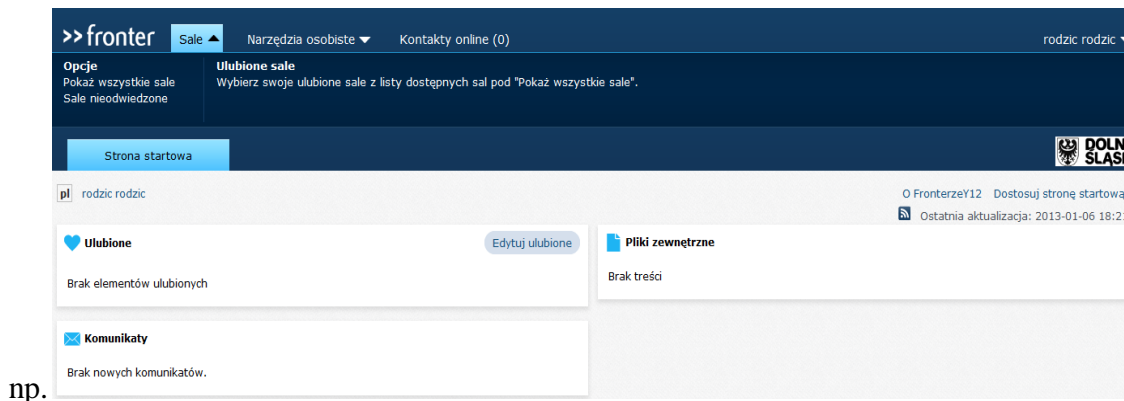 >>fronter Sale Narzędzia osobiste Kontakty online (0) rodzic rodzic
Opcje Ulubione sale
Pokaż wszystkie sale Wybierz swoje ulubione sale z listy dostępnych sal pod "Pokaż wszystkie sale".
Sale nieodwiedzone
Strona startowa DOLN
ŚLĄS
pl rodzic rodzic O FronterzeY12 Dostosuj stronę startową
Ostatnia aktualizacja: 2013-01-06 18:21
Ulubione Edytuj ulubione Pliki zewnętrzne
Brak elementów ulubionych Brak treści
Komunikaty
Brak nowych komunikatów.
np.